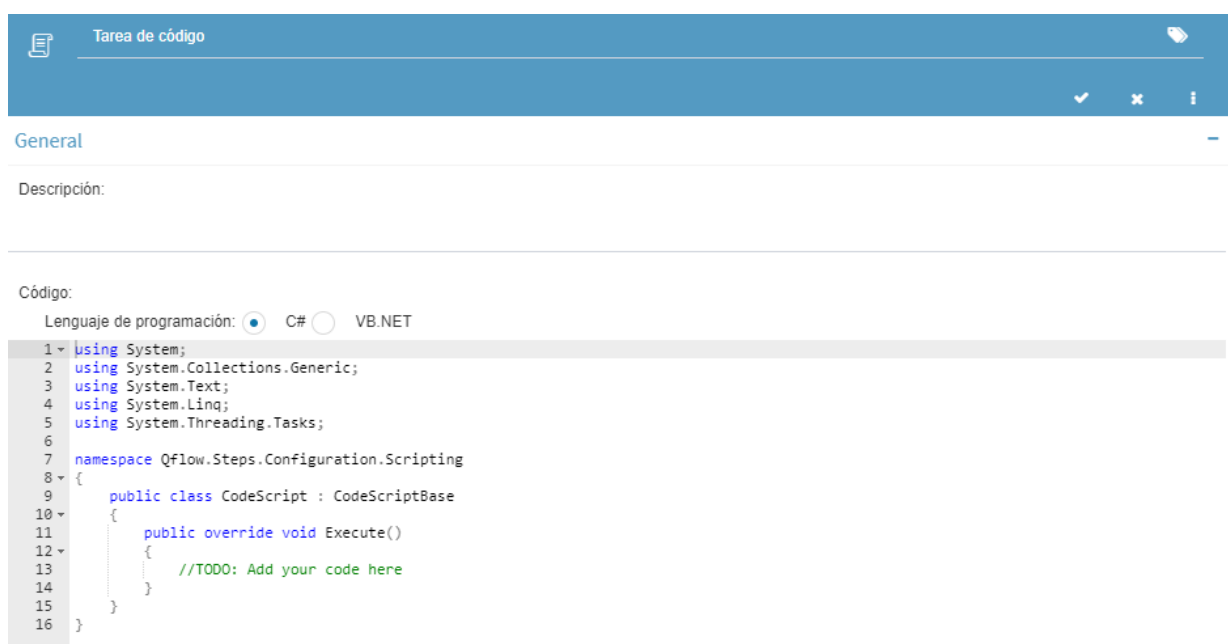 Tarea de código
General
Descripción:
Código:
Lenguaje de programación: C# VB.NET
1 using System;
2 using System.Collections.Generic;
3 using System.Text;
4 using System.Linq;
5 using System.Threading.Tasks;
6
7 namespace Qflow.Steps.Configuration.Scripting
8 {
9     public class CodeScript : CodeScriptBase
10     {
11         public override void Execute()
12         {
13             //TODO: Add your code here
14         }
15     }
16 }